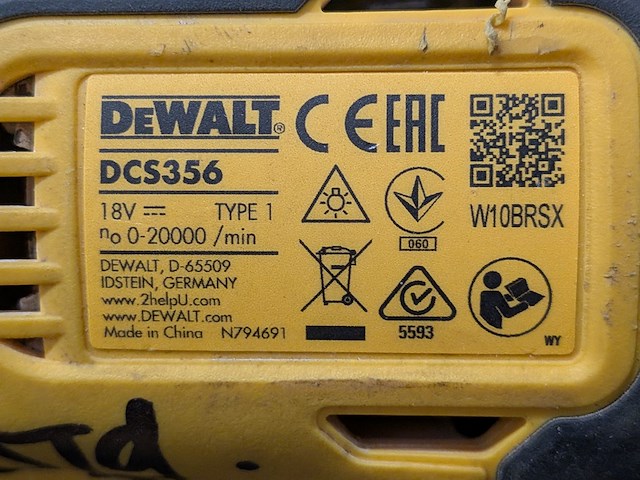 DEWALT®
CE EAC
DCS356
18V TYPE 1
no 0-20000 /min
W10BRSX
060
DEWALT, D-65509
IDSTEIN, GERMANY
www.2helpU.com
www.DEWALT.com
Made in China N794691
5593
WY